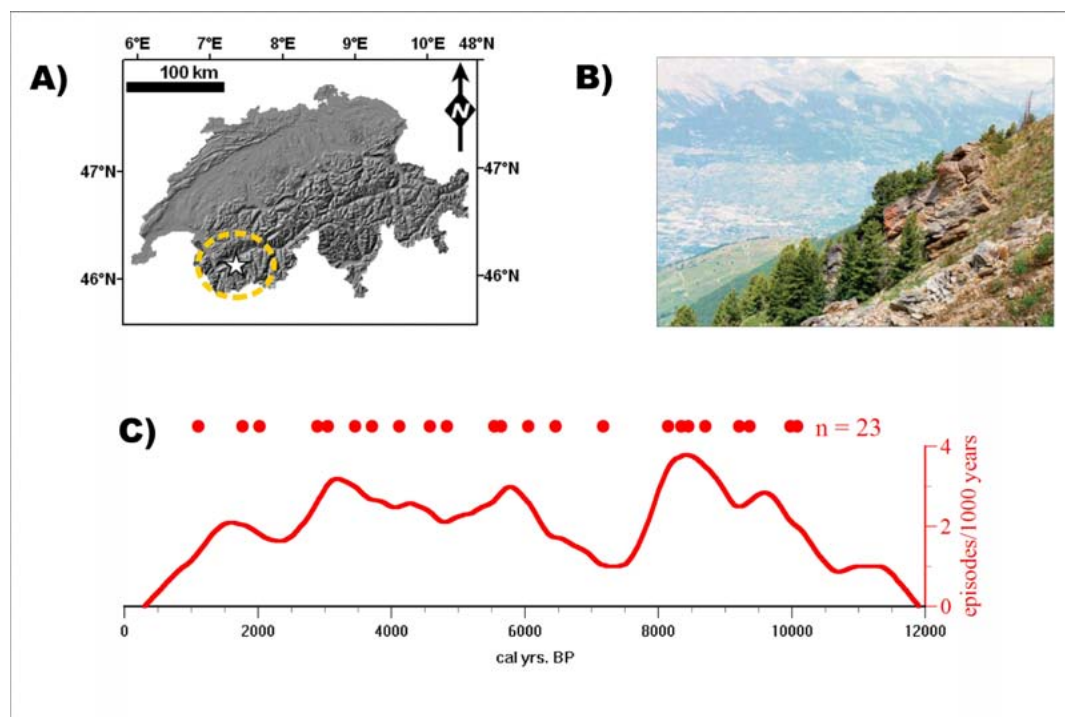 A)
6°E 7°E 8°E 9°E 10°E 48°N
100 km
N
47°N 47°N
46°N 46°N
B)
C)
n = 23
4
2
0
episodes/1000 years
0 2000 4000 6000 8000 10000 12000
cal yrs. BP